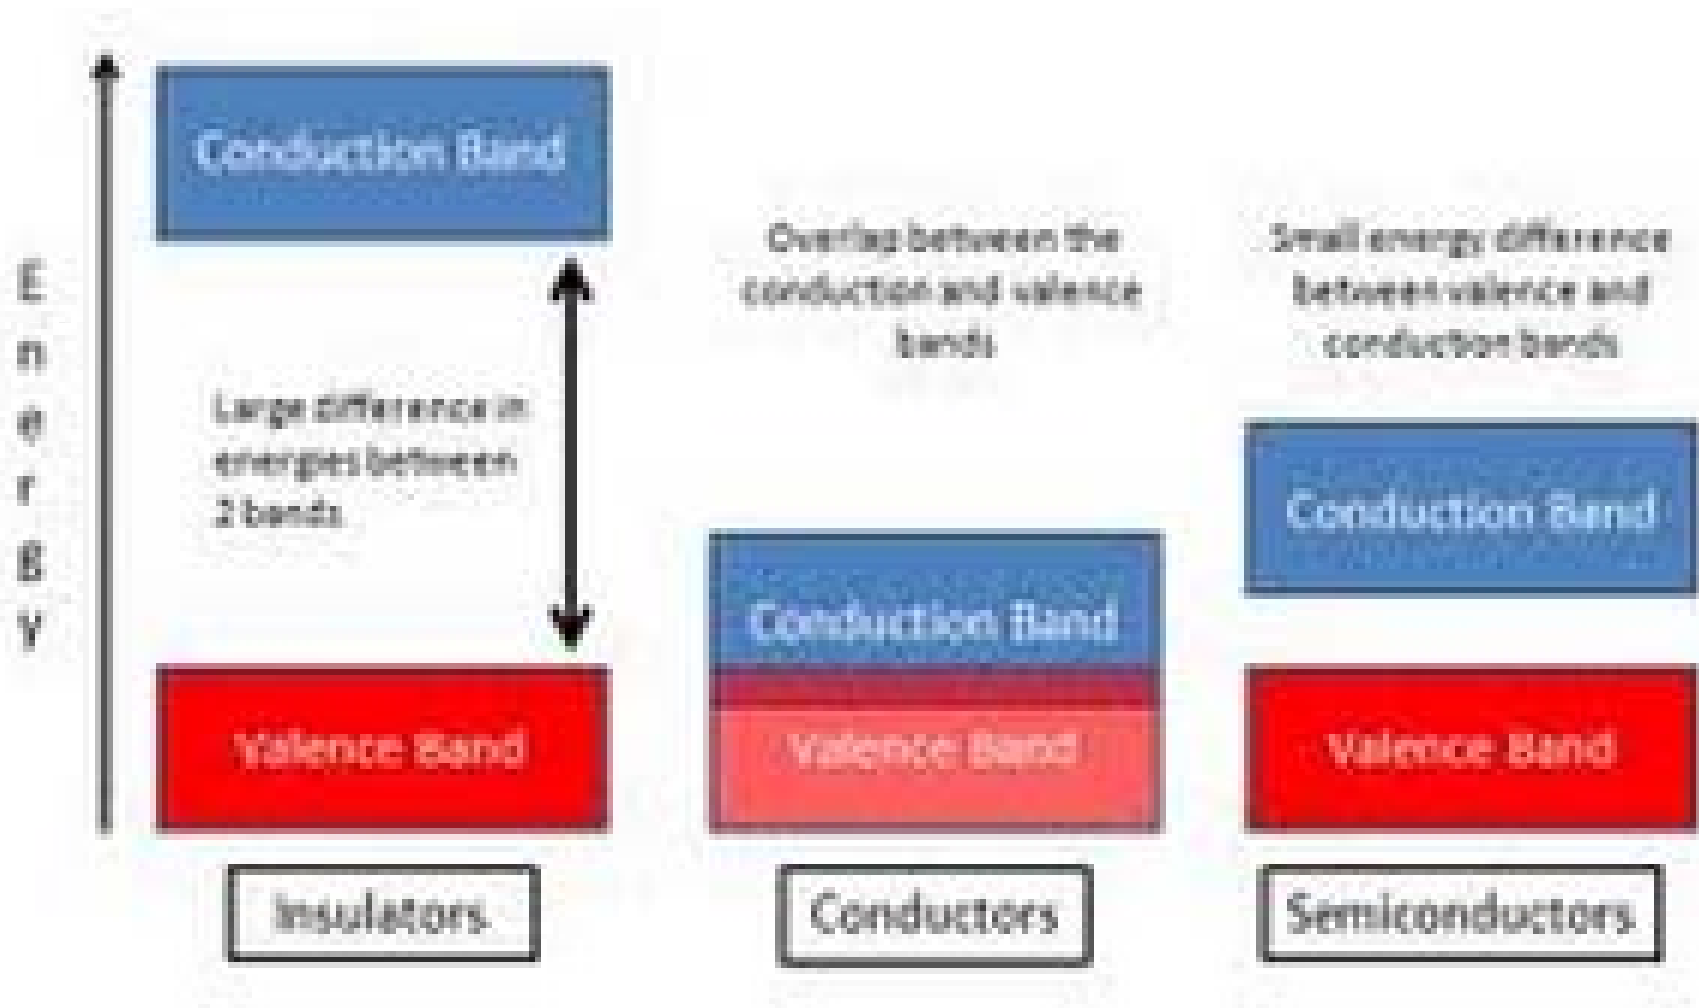 Energy
Conduction Band
Large difference in
energies between
2 bands
Valence Band
Insulators
Overlap between the
conduction and valence
bands
Conduction Band
Valence Band
Conductors
Small energy difference
between valence and
conduction bands
Conduction Band
Valence Band
Semiconductors